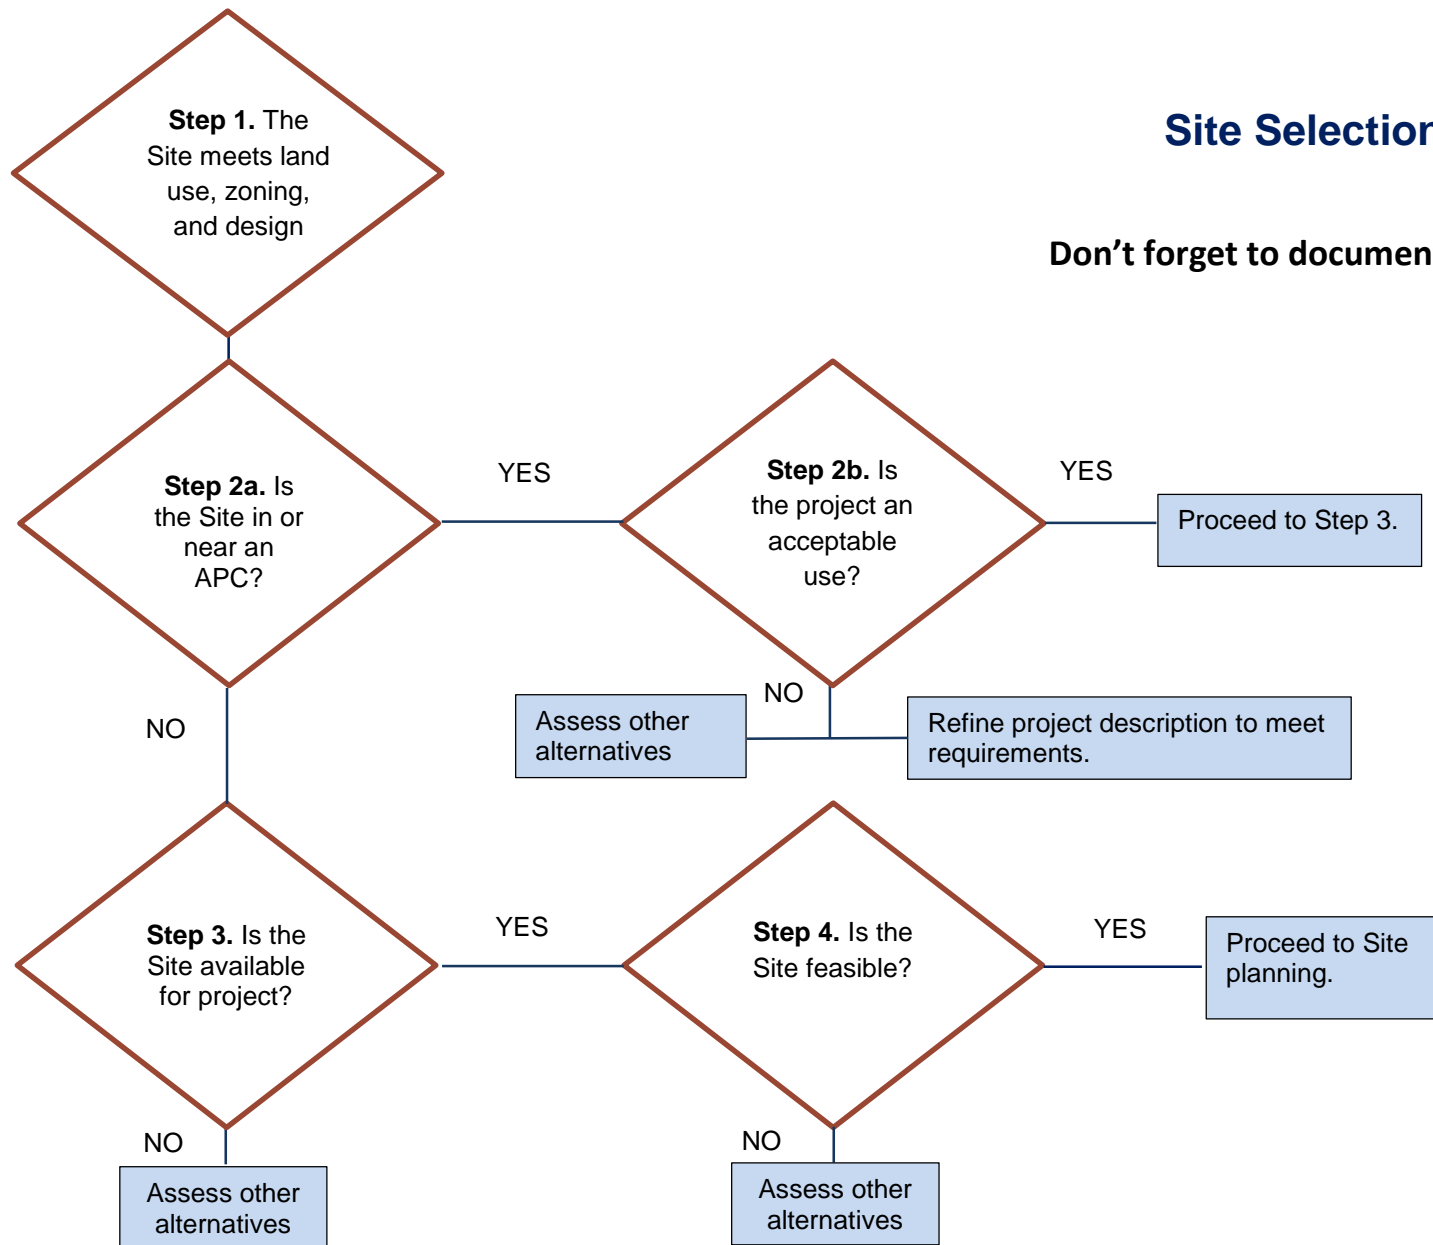 Step 1. The
Site meets land
use, zoning,
and design
Site Selection
Don’t forget to documen
Step 2a. Is
the Site in or
near an
APC?
YES
Step 2b. Is
the project an
acceptable
use?
YES
Proceed to Step 3.
NO
NO
Assess other
alternatives
Refine project description to meet
requirements.
Step 3. Is the
Site available
for project?
YES
Step 4. Is the
Site feasible?
YES
Proceed to Site
planning.
NO
Assess other
alternatives
NO
Assess other
alternatives